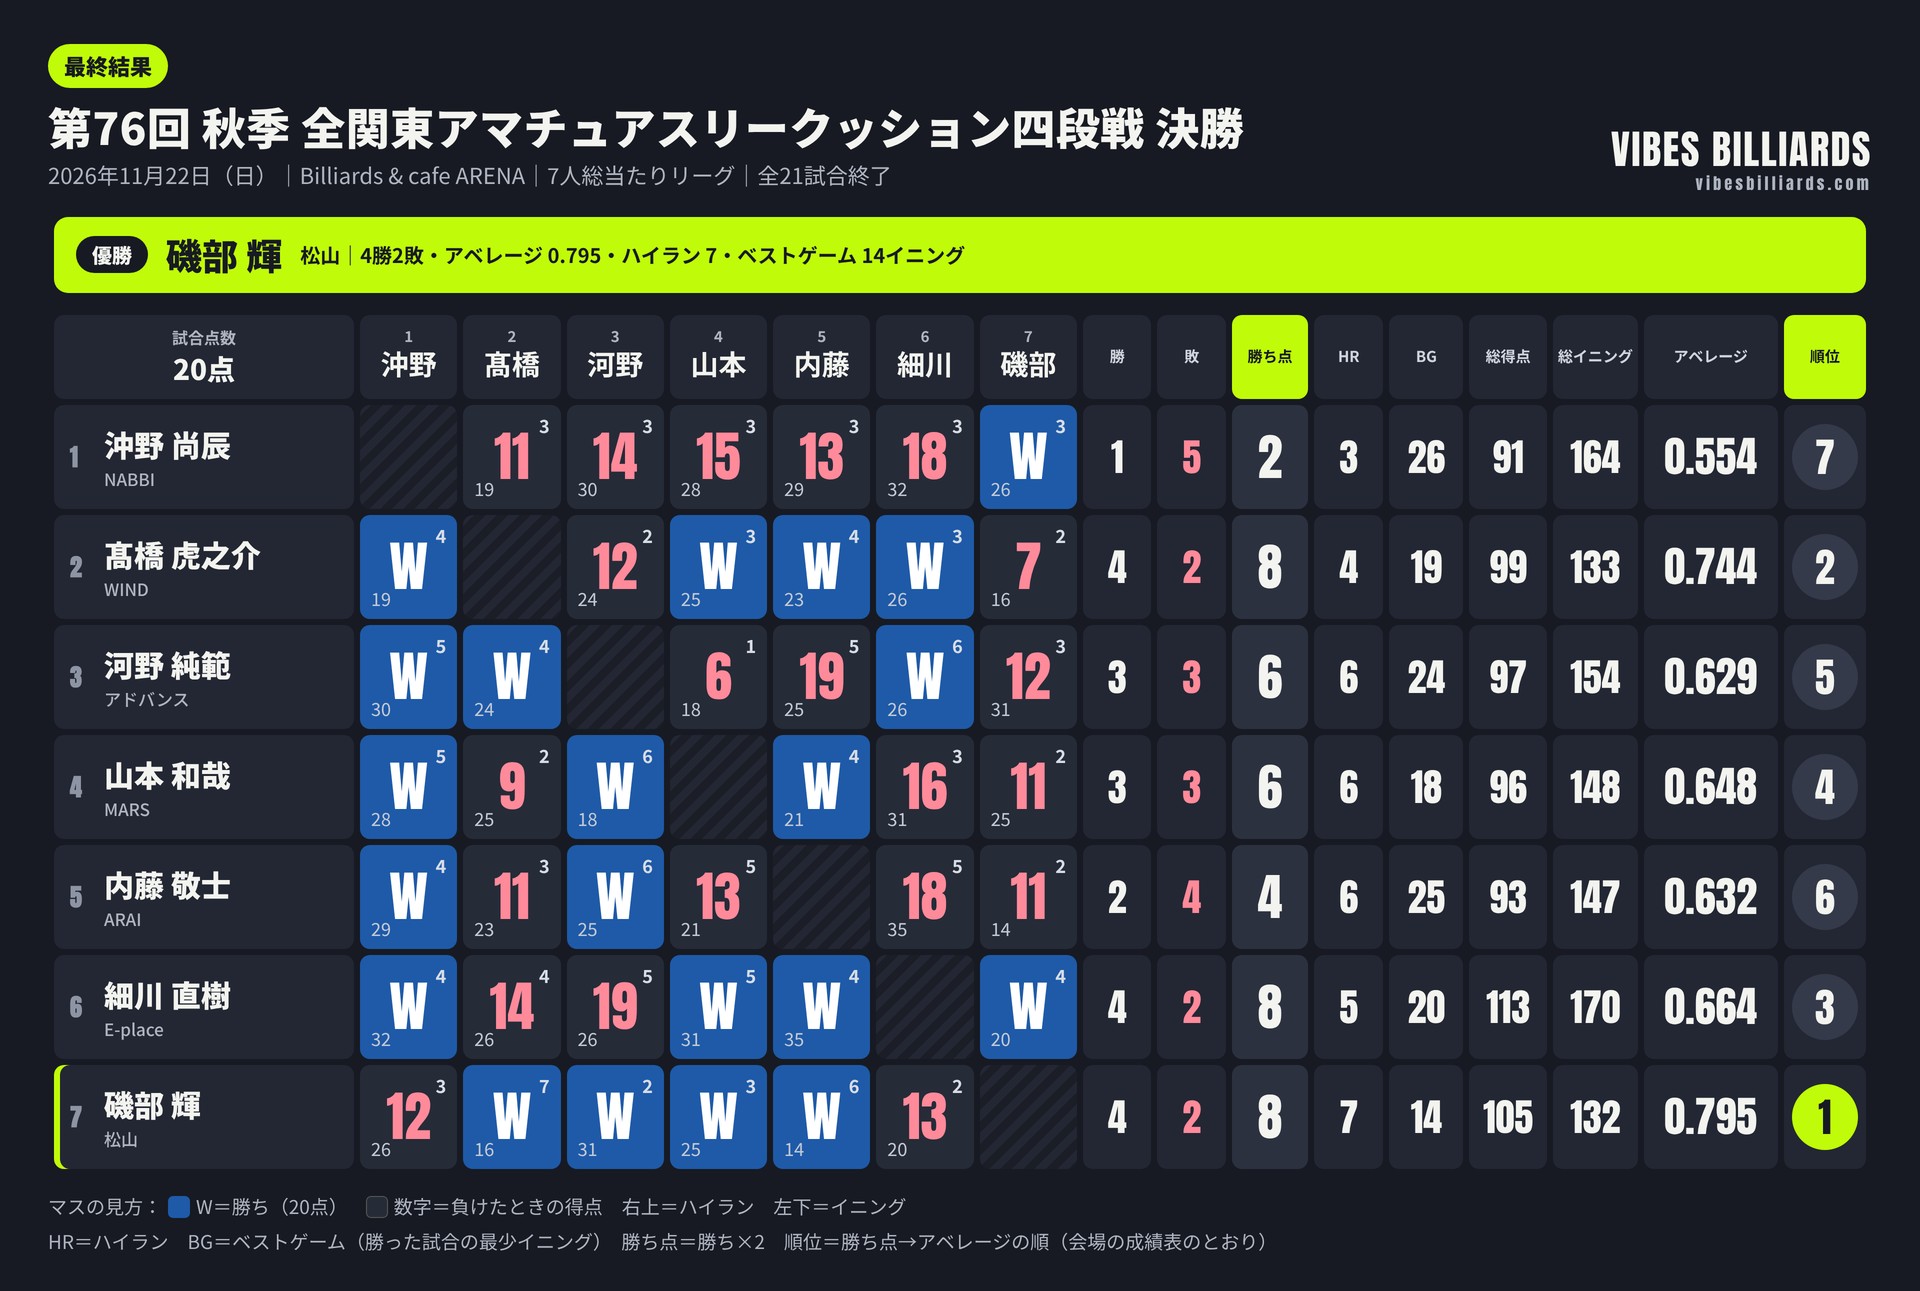 最終結果
第76回 秋季 全関東アマチュアスリークッション四段戦 決勝
2026年11月22日（日）｜Billiards & cafe ARENA｜7人総当たりリーグ｜全21試合終了
VIBES BILLIARDS
vibesbilliards.com
優勝 磯部 輝 松山｜4勝2敗・アベレージ 0.795・ハイラン 7・ベストゲーム 14イニング
試合点数 20点 1 沖野 2 髙橋 3 河野 4 山本 5 内藤 6 細川 7 磯部 勝 敗 勝ち点 HR BG 総得点 総イニング アベレージ 順位
1 沖野 尚辰 NABBI 11 3 19 14 3 30 15 3 28 13 3 29 18 3 32 W 3 26 1 5 2 3 26 91 164 0.554 7
2 髙橋 虎之介 WIND W 4 19 12 2 24 W 3 25 W 4 23 W 3 26 7 2 16 4 2 8 4 19 99 133 0.744 2
3 河野 純範 アドバンス W 5 30 W 4 24 6 1 18 19 5 25 W 6 26 12 3 31 3 3 6 6 24 97 154 0.629 5
4 山本 和哉 MARS W 5 28 9 2 25 W 6 18 W 4 21 16 3 31 11 2 25 3 3 6 6 18 96 148 0.648 4
5 内藤 敬士 ARAI W 4 29 11 3 23 W 6 25 13 5 21 18 5 35 11 2 14 2 4 4 6 25 93 147 0.632 6
6 細川 直樹 E-place W 4 32 14 4 26 19 5 26 W 5 31 W 4 35 W 4 20 4 2 8 5 20 113 170 0.664 3
7 磯部 輝 松山 12 3 26 W 7 16 W 2 31 W 3 25 W 6 14 13 2 20 4 2 8 7 14 105 132 0.795 1
マスの見方： W＝勝ち（20点） 数字＝負けたときの得点 右上＝ハイラン 左下＝イニング
HR＝ハイラン BG＝ベストゲーム（勝った試合の最少イニング） 勝ち点＝勝ち×2 順位＝勝ち点→アベレージの順（会場の成績表のとおり）